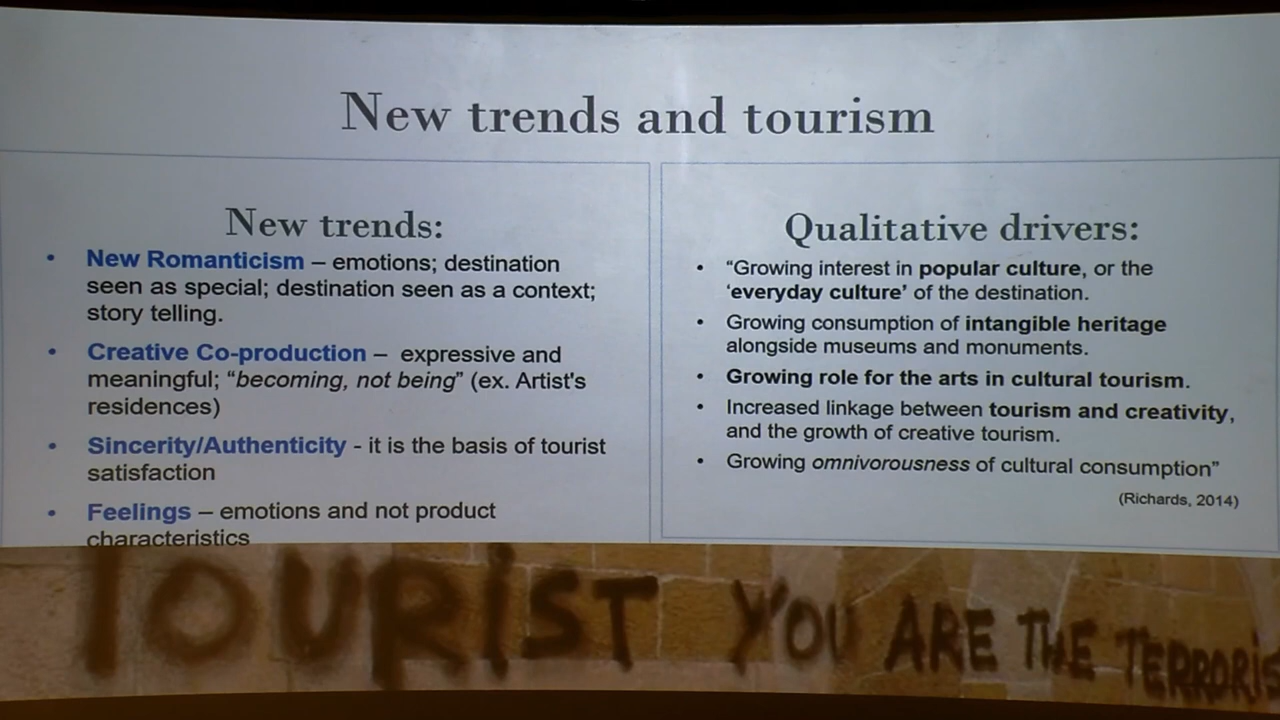 New trends and tourism
New trends:
• New Romanticism – emotions; destination
seen as special; destination seen as a context;
story telling.
• Creative Co-production – expressive and
meaningful; “becoming, not being” (ex. Artist's
residences)
• Sincerity/Authenticity - it is the basis of tourist
satisfaction
• Feelings – emotions and not product
characteristics
Qualitative drivers:
• “Growing interest in popular culture, or the
‘everyday culture’ of the destination.
• Growing consumption of intangible heritage
alongside museums and monuments.
• Growing role for the arts in cultural tourism.
• Increased linkage between tourism and creativity,
and the growth of creative tourism.
• Growing omnivorousness of cultural consumption”
(Richards, 2014)
TOURIST YOU ARE THE TERRORIS